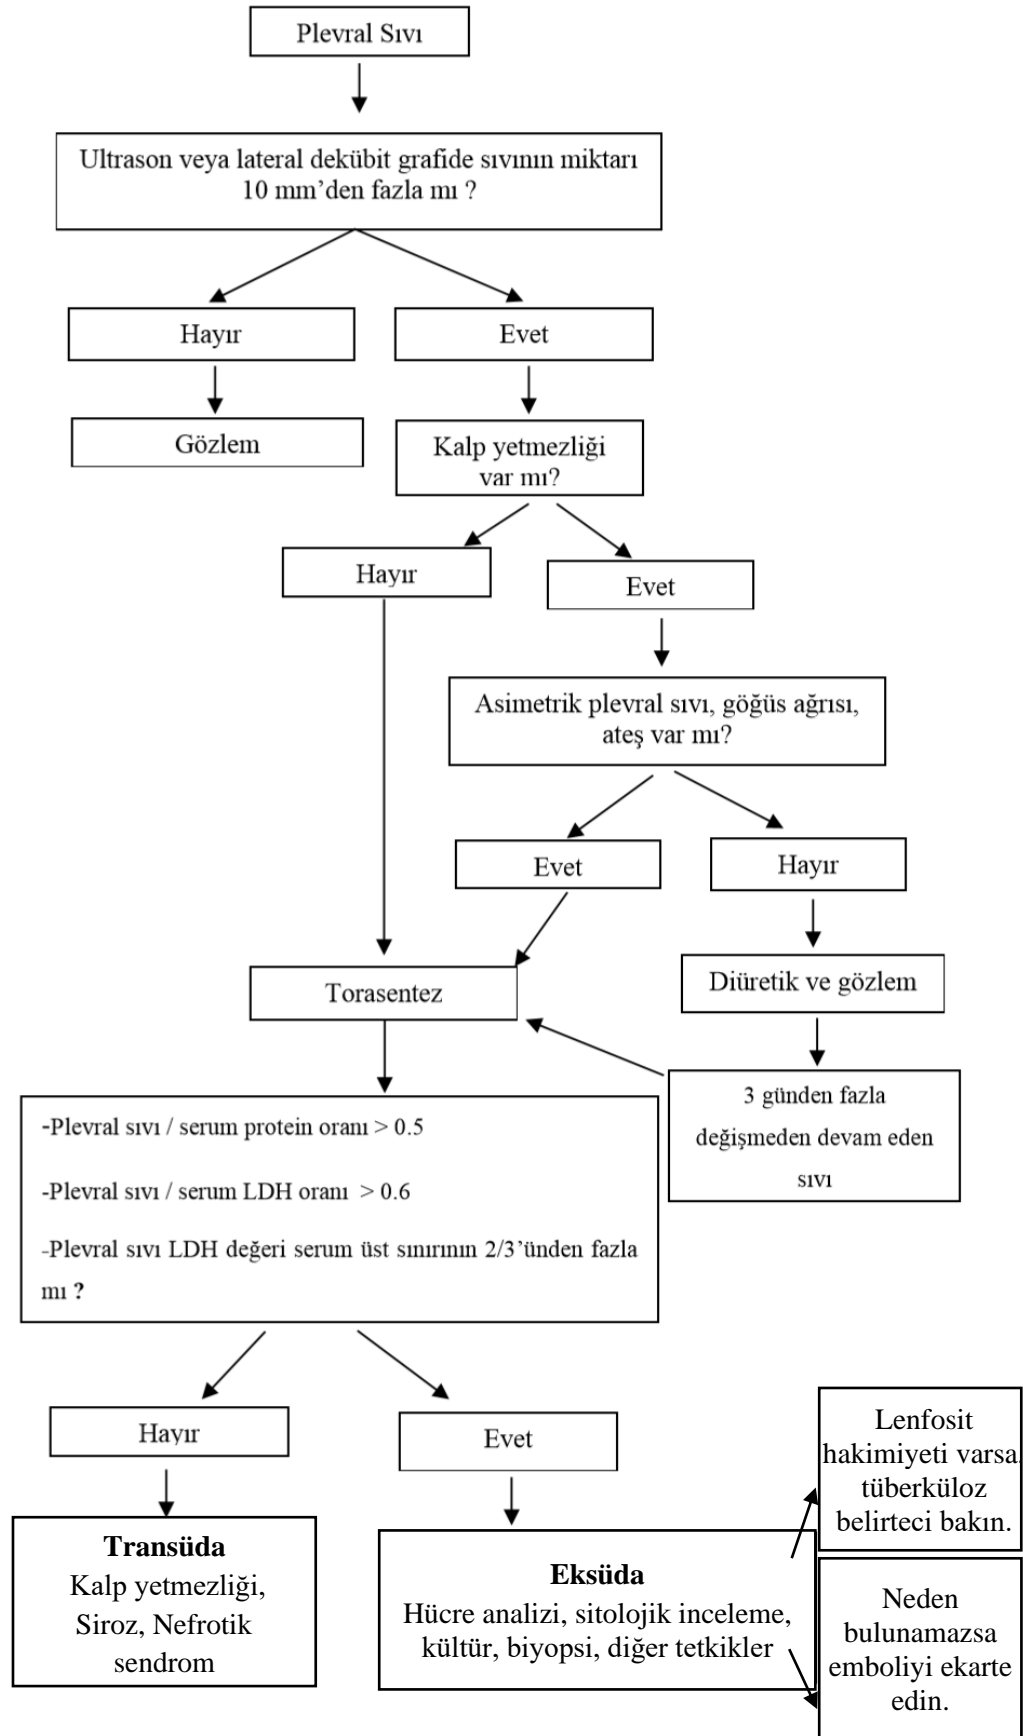 Plevral Sıvı
Ultrason veya lateral dekübit grafide sıvının miktarı
10 mm’den fazla mı ?
Hayır
Evet
Gözlem
Kalp yetmezliği
var mı?
Hayır
Evet
Asimetrik plevral sıvı, göğüs ağrısı,
ateş var mı?
Evet
Hayır
Torasentez
Diüretik ve gözlem
3 günden fazla
değişmeden devam eden
sıvı
-Plevral sıvı / serum protein oranı > 0.5
-Plevral sıvı / serum LDH oranı > 0.6
-Plevral sıvı LDH değeri serum üst sınırının 2/3’ünden fazla
mı ?
Hayır
Evet
Transüda
Kalp yetmezliği,
Siroz, Nefrotik
sendrom
Eksüda
Hücre analizi, sitolojik inceleme,
kültür, biyopsi, diğer tetkikler
Lenfosit
hakimiyeti varsa.
tüberküloz
belirteci bakın.
Neden
bulunamazsa
emboliyi ekarte
edin.